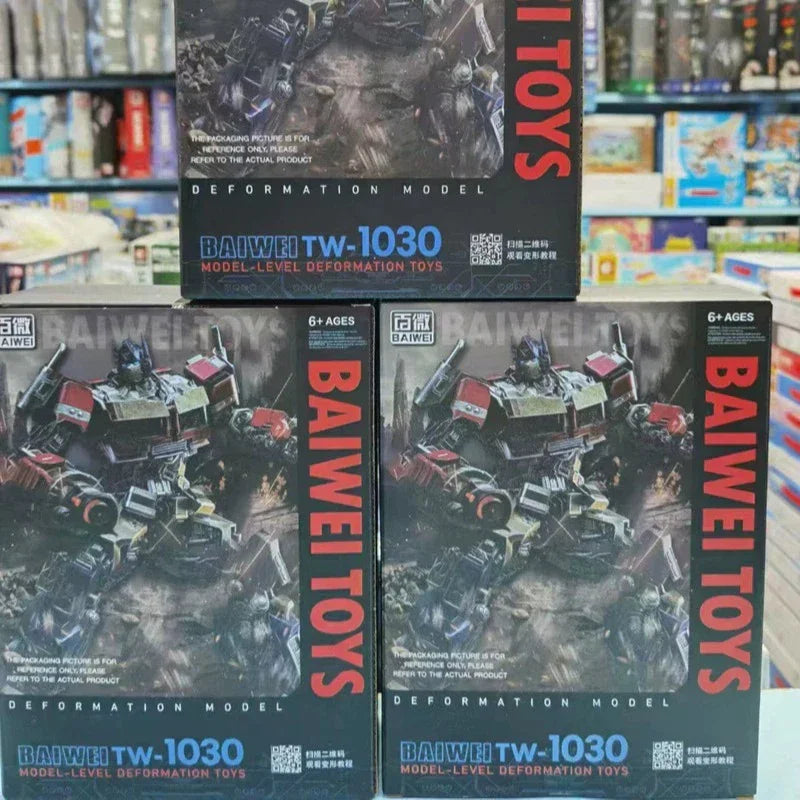 THE PACKAGING PICTURE IS FOR
REFERENCE ONLY, PLEASE
REFER TO THE ACTUAL PRODUCT
TOYS
DEFORMATION MODEL
BAIWEI TW-1030
MODEL-LEVEL DEFORMATION TOYS
扫描二维码
观看变形教程
百微
BAIWEI
BAIWEI TOYS
6+ AGES
BAIWEI TOYS
THE PACKAGING PICTURE IS FOR
REFERENCE ONLY, PLEASE
REFER TO THE ACTUAL PRODUCT
DEFORMATION MODEL
BAIWEI TW-1030
MODEL-LEVEL DEFORMATION TOYS
扫描二维码
观看变形教程
百微
BAIWEI
BAIWEI TOYS
6+ AGES
BAIWEI TOYS
THE PACKAGING PICTURE IS FOR
REFERENCE ONLY, PLEASE
REFER TO THE ACTUAL PRODUCT
DEFORMATION MODEL
BAIWEI TW-1030
MODEL-LEVEL DEFORMATION TOYS
扫描二维码
观看变形教程